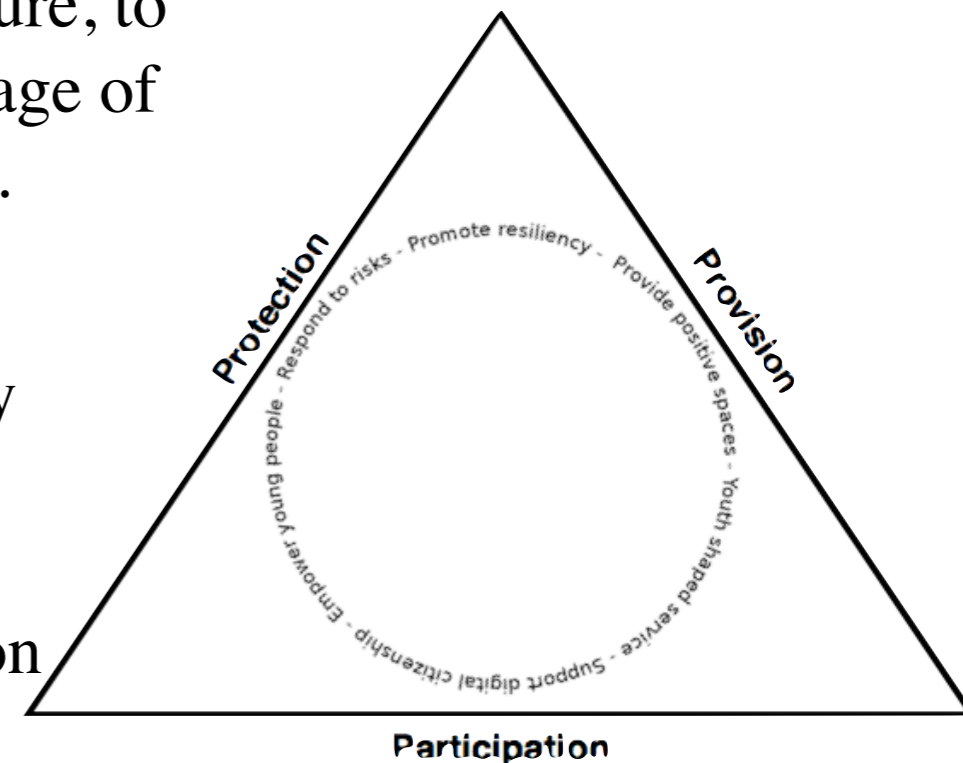 ure, to
age of
.
y
on
Protection
Provision
Respond to risks - Promote resiliency - Provide positive spaces - Youth shaped service - Support digital citizenship - Empower young people -
Participation